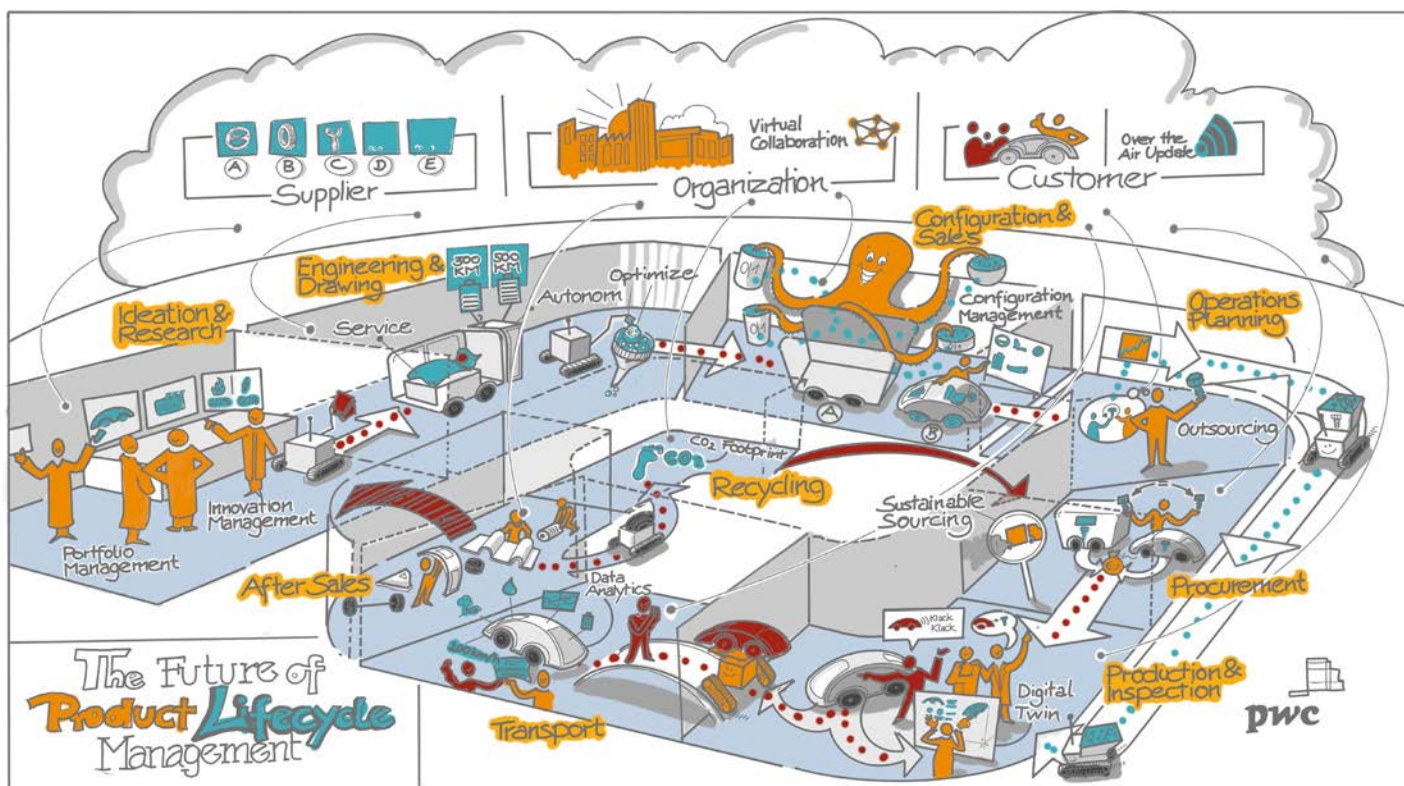 A
B
C
D
E
Supplier
Virtual
Collaboration
Organization
Over the
Air Update
Customer
Configuration &
Sales
Engineering &
Drawing
300
KM
500
KM
Optimize
Autonom
Service
Ideation &
Research
Configuration
Management
Operations
Planning
A
B
Outsourcing
CO2
CO2 Footprint
Recycling
Sustainable
Sourcing
Innovation
Management
Portfolio
Management
After Sales
Data
Analytics
Procurement
Klack
Klack
Production &
Inspection
Digital
Twin
Transport
The Future of
Product Lifecycle
Management
pwc